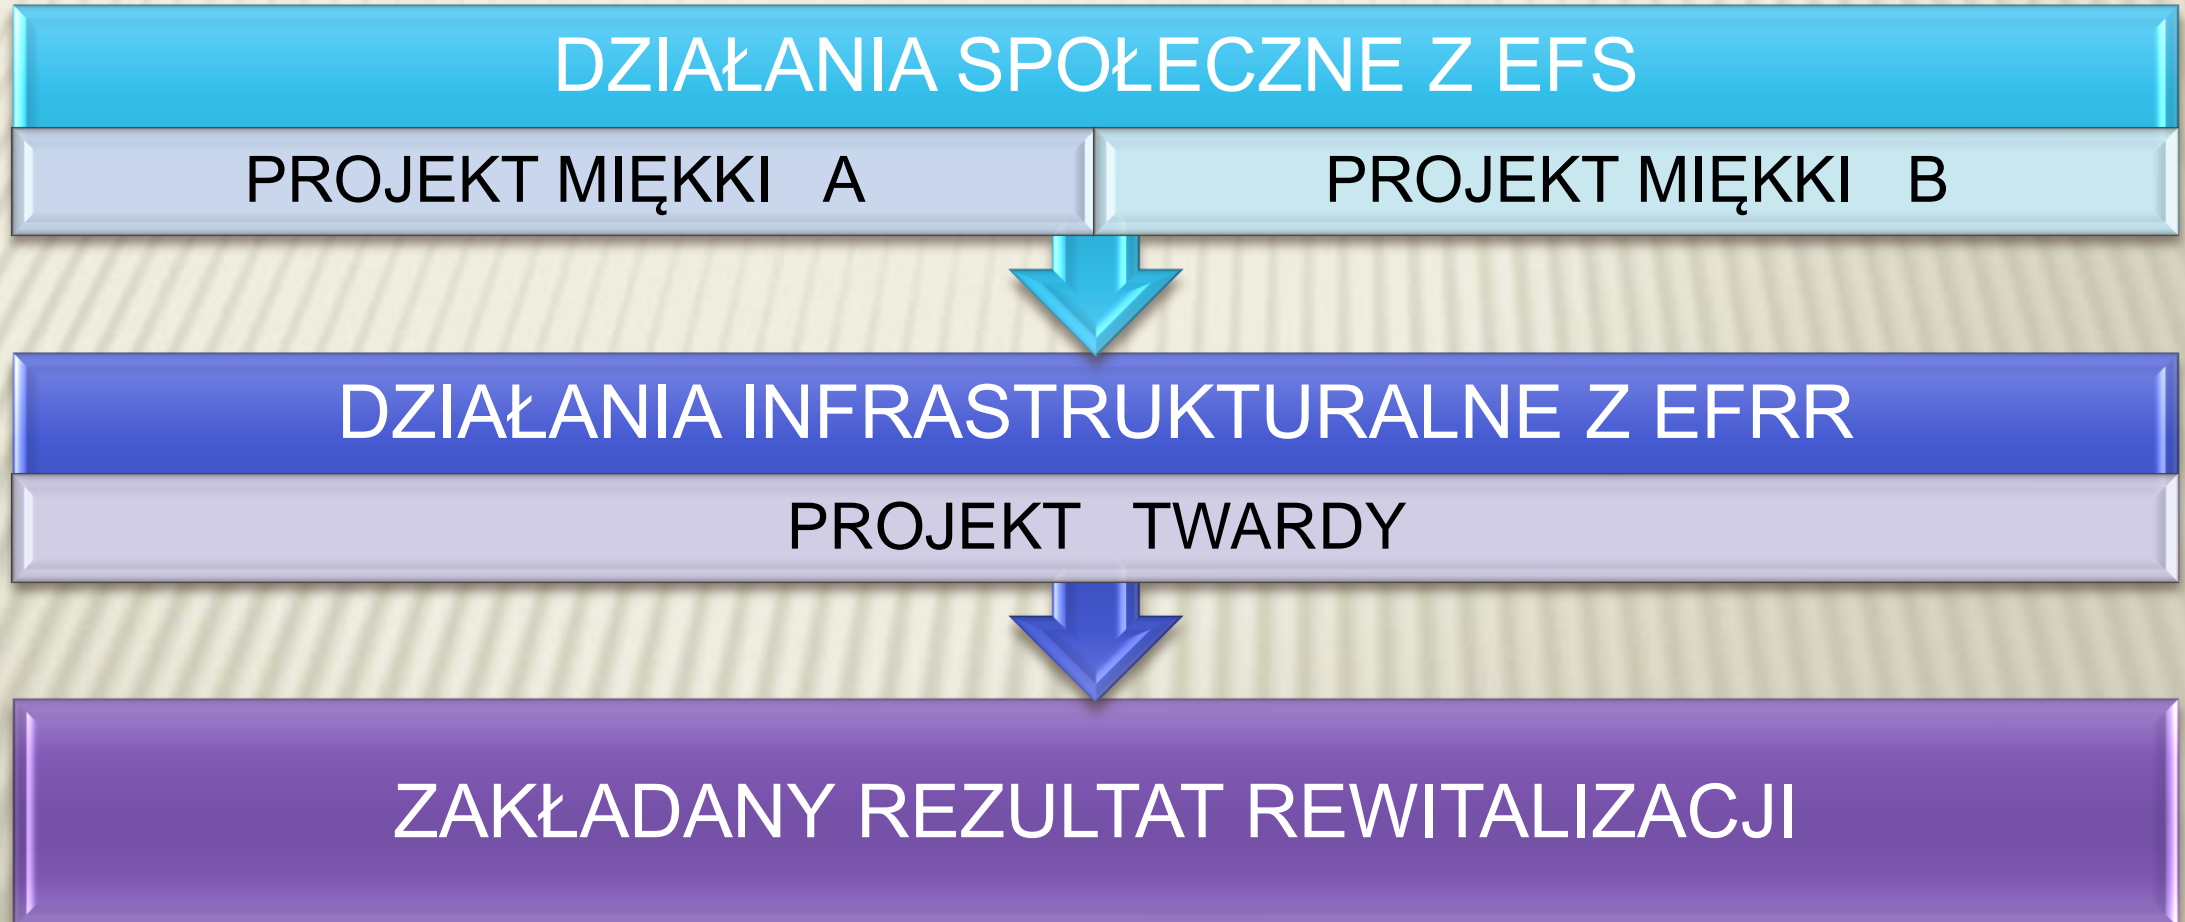 DZIAŁANIA SPOŁECZNE Z EFS
PROJEKT MIĘKKI A
PROJEKT MIĘKKI B
DZIAŁANIA INFRASTRUKTURALNE Z EFRR
PROJEKT TWARDY
ZAKŁADANY REZULTAT REWITALIZACJI